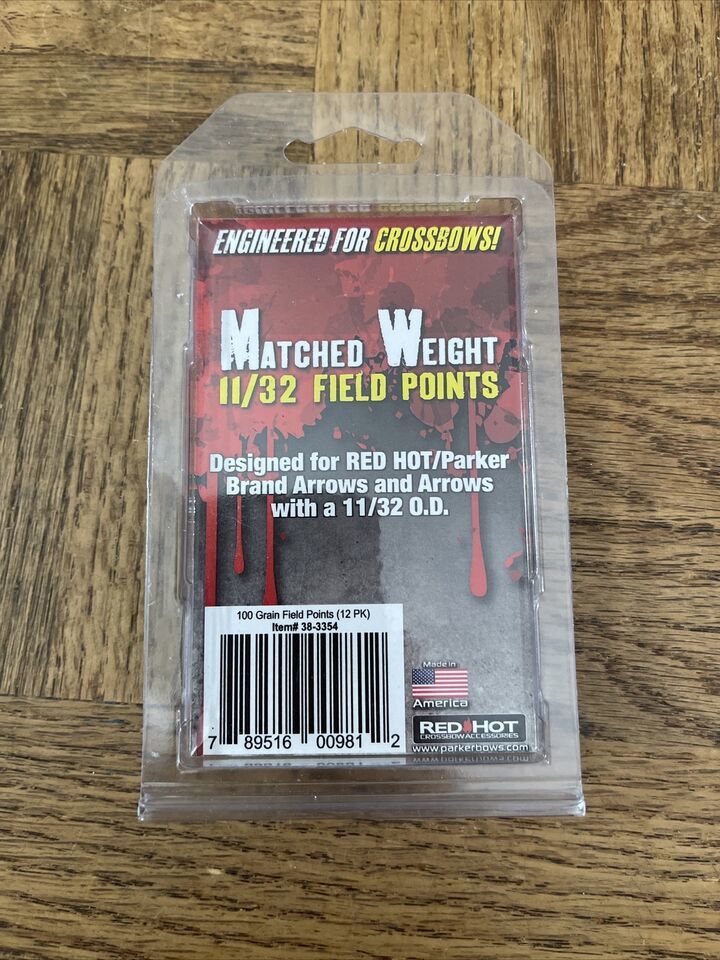 ENGINEERED FOR CROSSBOWS!
MATCHED WEIGHT
11/32 FIELD POINTS
Designed for RED HOT/Parker
Brand Arrows and Arrows
with a 11/32 O.D.
100 Grain Field Points (12 PK)
Item# 38-3354
7 89516 00981 2
Made in
America
RED HOT
CROSSBOW ACCESSORIES
www.parkerbows.com